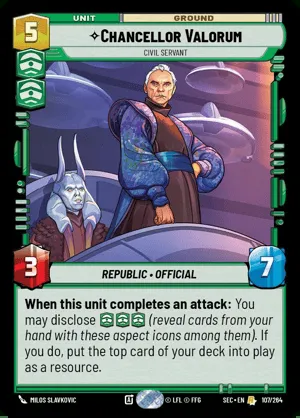 UNIT
GROUND
5
✧Chancellor Valorum
CIVIL SERVANT
3
7
REPUBLIC • OFFICIAL
When this unit completes an attack: You
may disclose (reveal cards from your
hand with these aspect icons among them). If
you do, put the top card of your deck into play
as a resource.
MILOS SLAVKOVIC
© LFL © FFG
SEC • EN
107/264